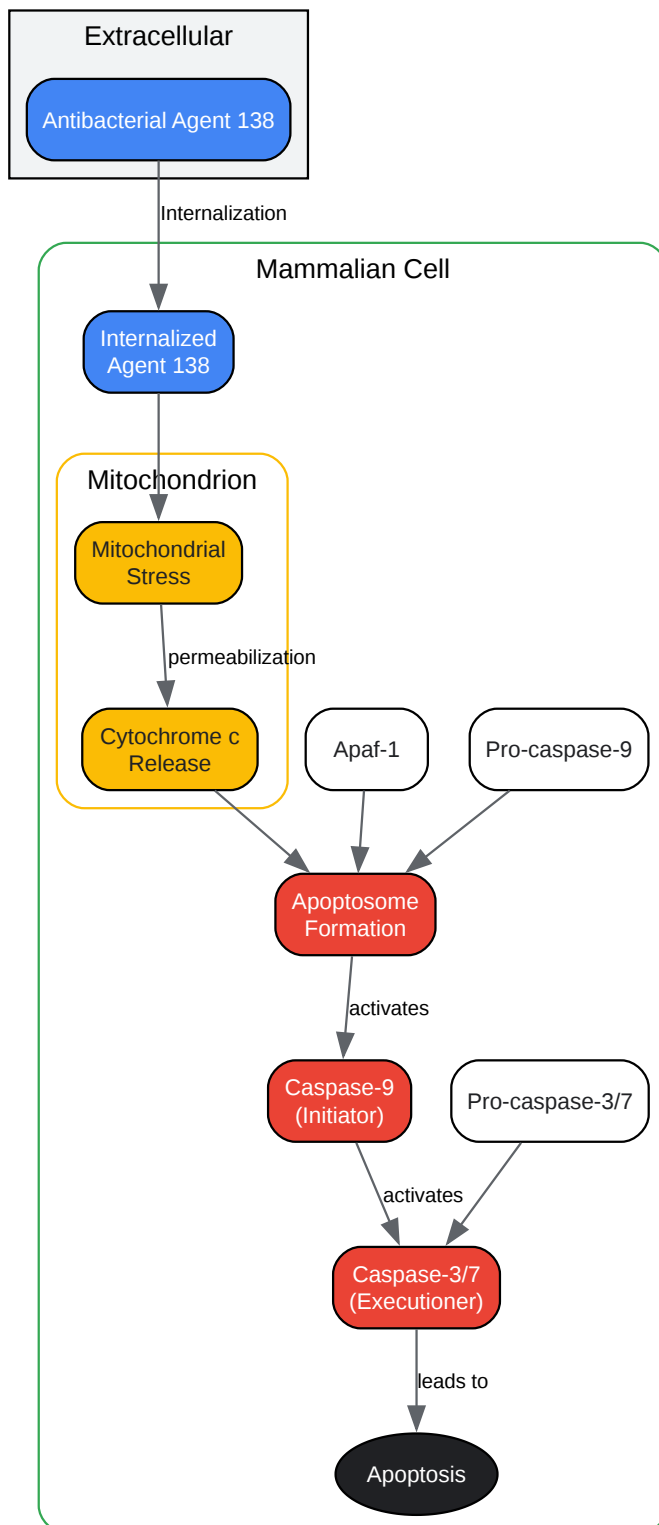 Extracellular
Antibacterial Agent 138
Internalization
Mammalian Cell
Internalized
Agent 138
Mitochondrion
Mitochondrial
Stress
permeabilization
Cytochrome c
Release
Apaf-1
Pro-caspase-9
Apoptosome
Formation
activates
Caspase-9
(Initiator)
Pro-caspase-3/7
activates
Caspase-3/7
(Executioner)
leads to
Apoptosis